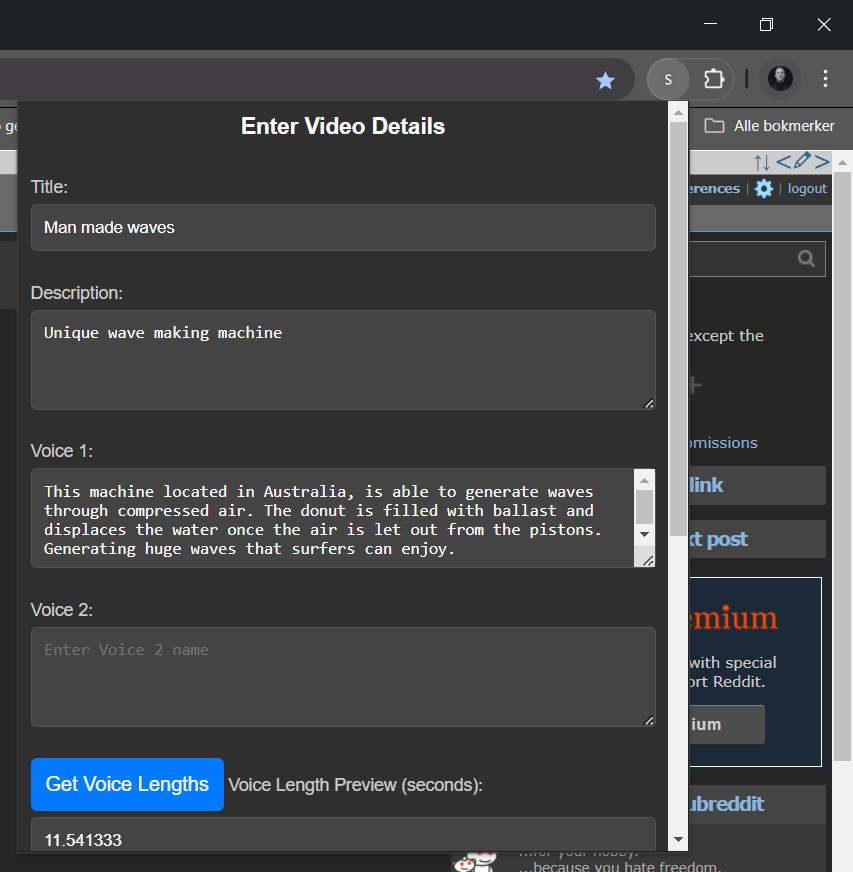 S
Alle bokmerker
Enter Video Details
erences | logout
Title:
Man made waves
Description:
Unique wave making machine
except the
Voice 1:
This machine located in Australia, is able to generate waves
through compressed air. The donut is filled with ballast and
displaces the water once the air is let out from the pistons.
Generating huge waves that surfers can enjoy.
omissions
link
xt post
Voice 2:
Enter Voice 2 name
emium
with special
ort Reddit.
ium
Get Voice Lengths Voice Length Preview (seconds):
ubreddit
11.541333
...for your hobby.
...because you hate freedom.